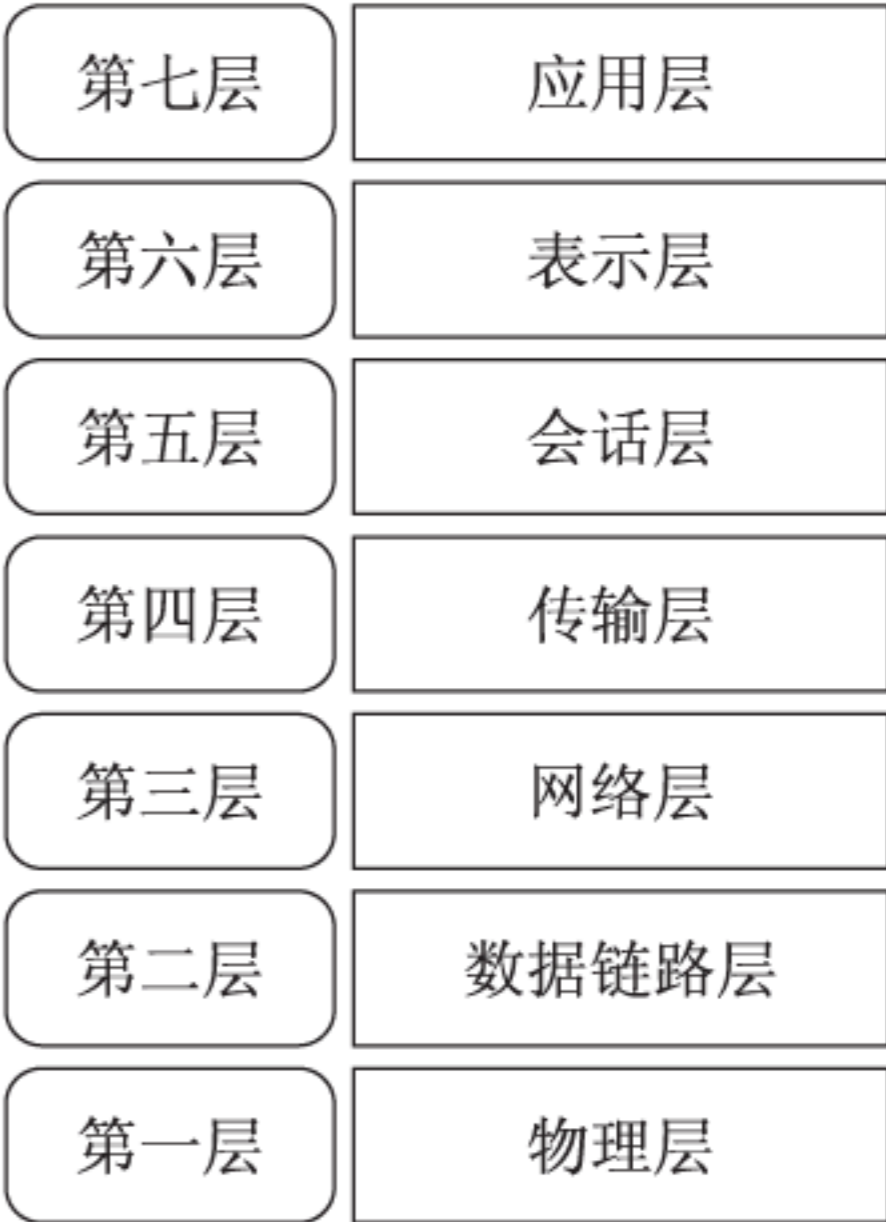 第七层 应用层
第六层 表示层
第五层 会话层
第四层 传输层
第三层 网络层
第二层 数据链路层
第一层 物理层